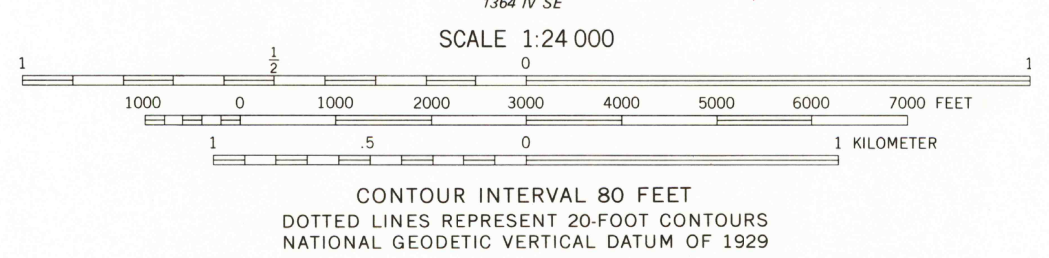 1364 IV SE
SCALE 1:24 000
1 1/2 0 1
1000 0 1000 2000 3000 4000 5000 6000 7000 FEET
1 .5 0 1 KILOMETER
CONTOUR INTERVAL 80 FEET
DOTTED LINES REPRESENT 20-FOOT CONTOURS
NATIONAL GEODETIC VERTICAL DATUM OF 1929